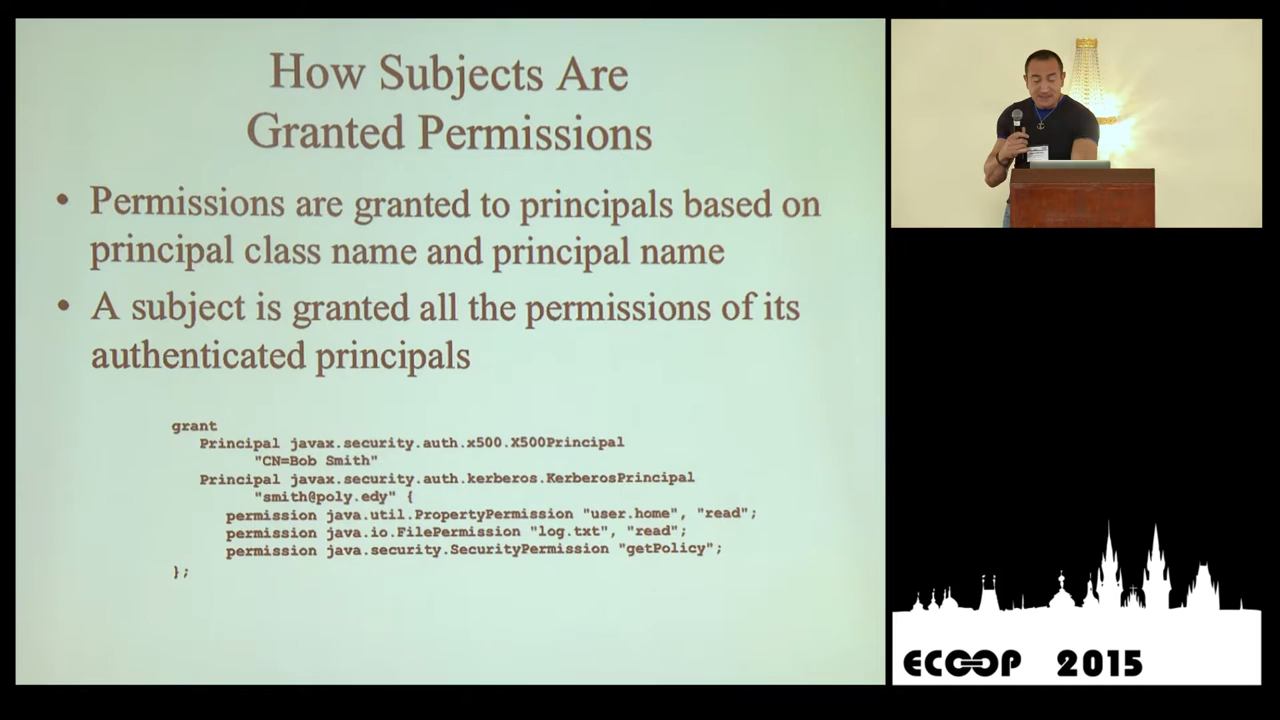 How Subjects Are
Granted Permissions
• Permissions are granted to principals based on
principal class name and principal name
• A subject is granted all the permissions of its
authenticated principals
grant
Principal javax.security.auth.x500.X500Principal
"CN=Bob Smith"
Principal javax.security.auth.kerberos.KerberosPrincipal
"smith@poly.edy" {
permission java.util.PropertyPermission "user.home", "read";
permission java.io.FilePermission "log.txt", "read";
permission java.security.SecurityPermission "getPolicy";
};
ECOOP 2015